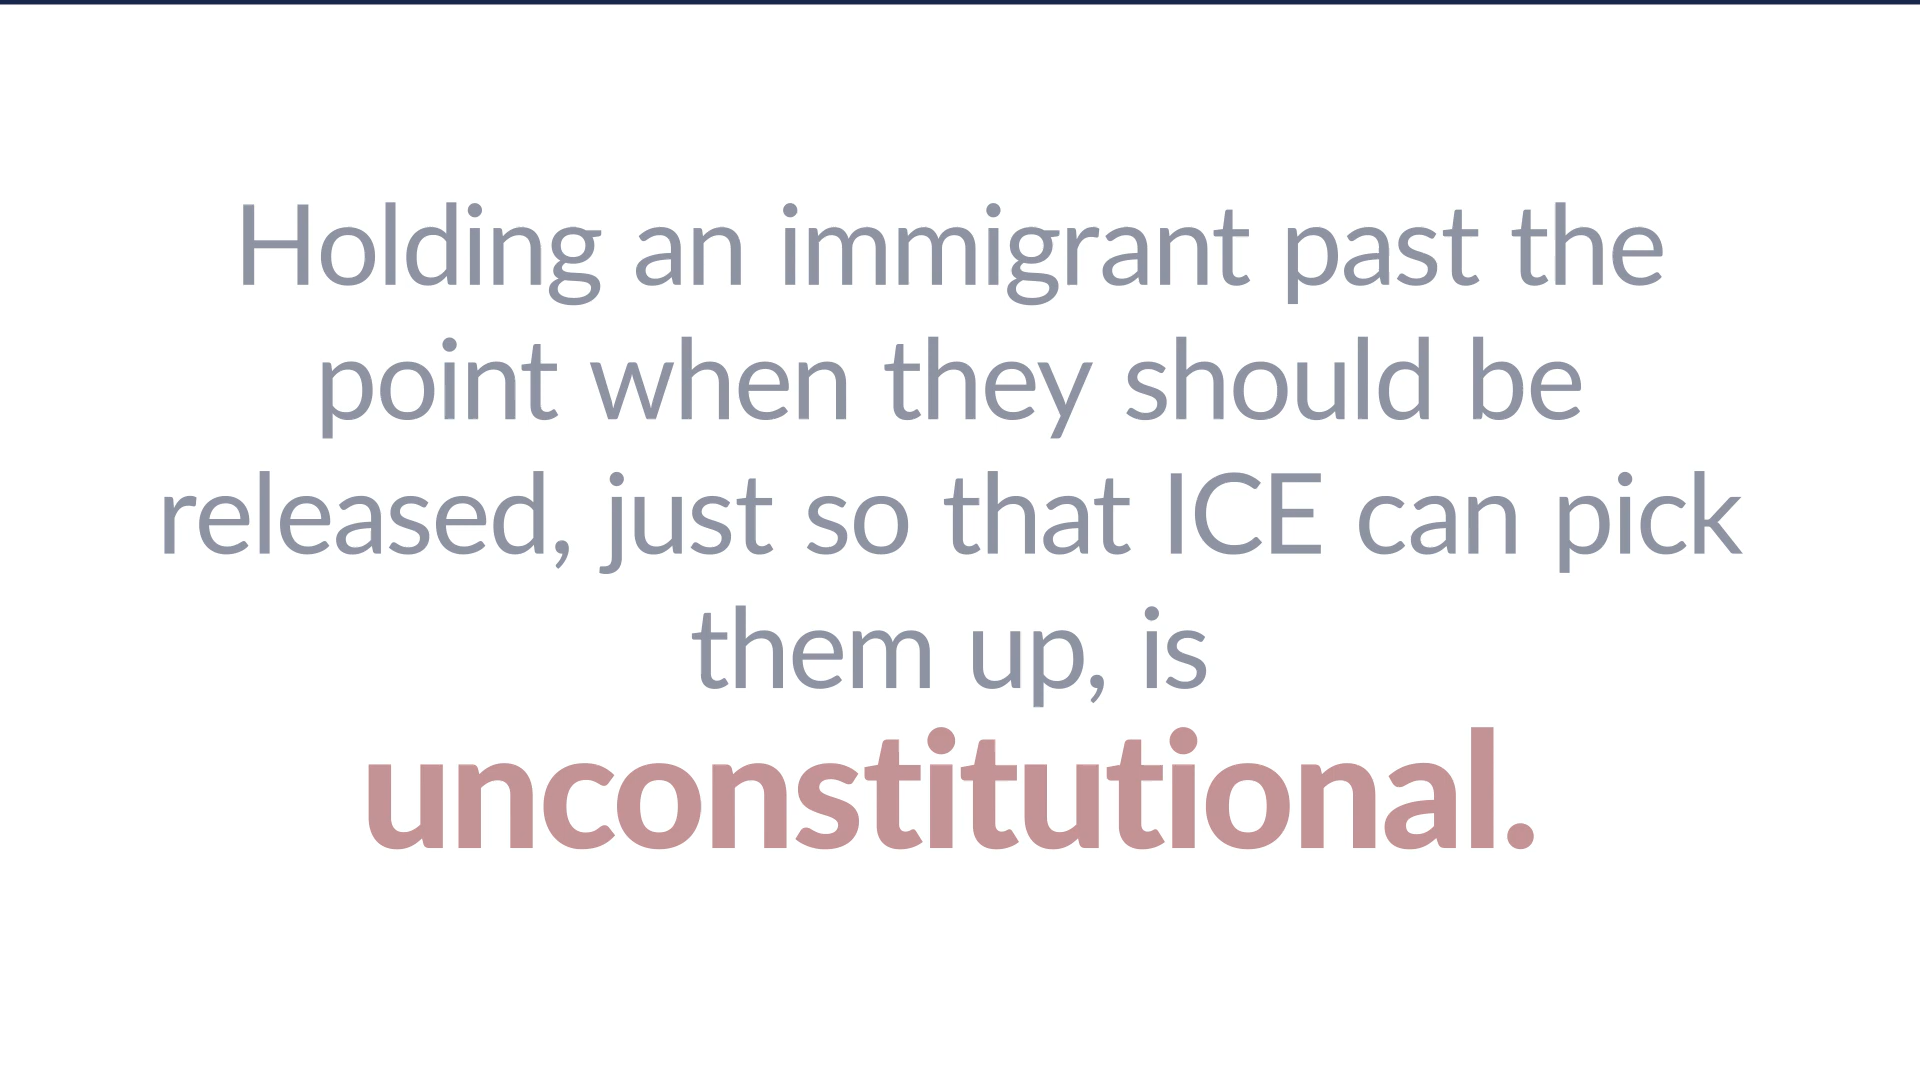 Holding an immigrant past the
point when they should be
released, just so that ICE can pick
them up, is
unconstitutional.